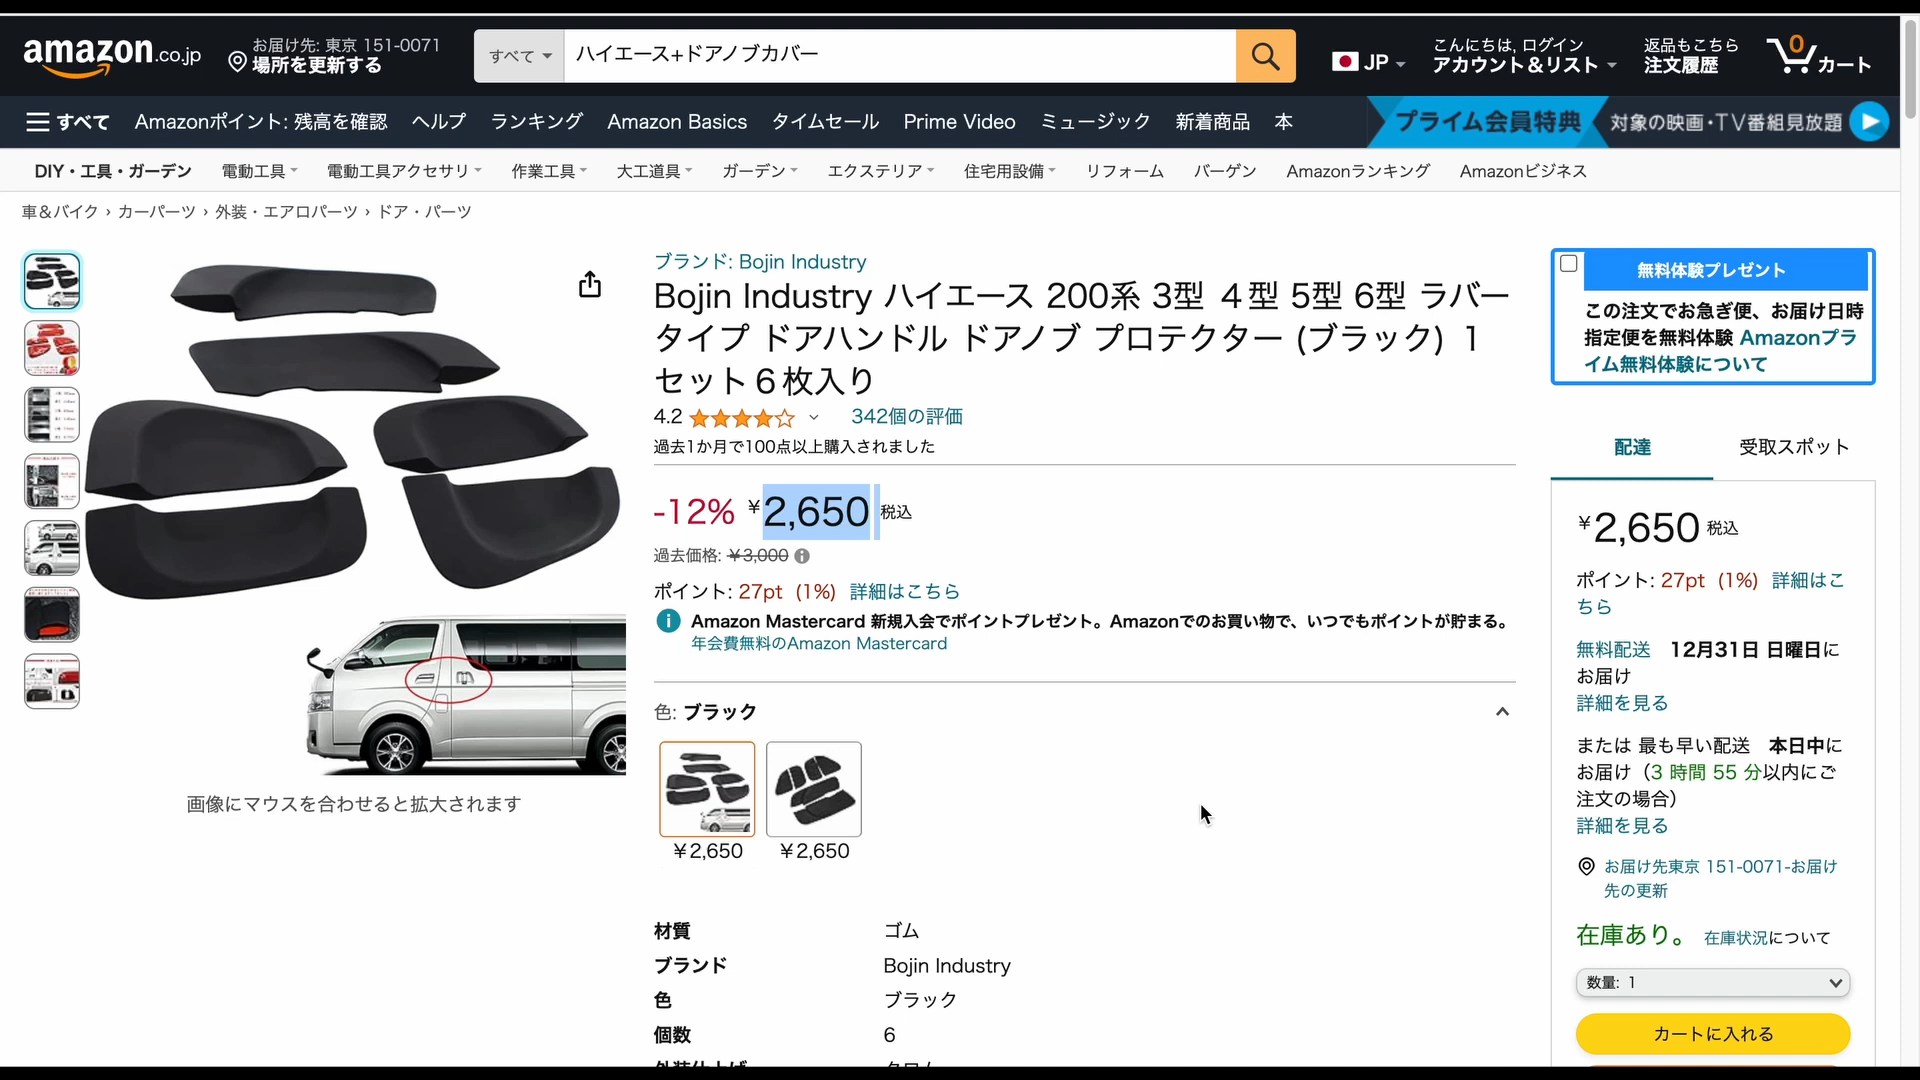 amazon.co.jp
お届け先: 東京 151-0071
場所を更新する
すべて
ハイエース+ドアノブカバー
JP
こんにちは, ログイン
アカウント＆リスト
返品もこちら
注文履歴
0
カート
すべて
Amazonポイント: 残高を確認
ヘルプ
ランキング
Amazon Basics
タイムセール
Prime Video
ミュージック
新着商品
本
プライム会員特典
対象の映画・TV番組見放題
DIY・工具・ガーデン
電動工具
電動工具アクセサリ
作業工具
大工道具
ガーデン
エクステリア
住宅用設備
リフォーム
バーゲン
Amazonランキング
Amazonビジネス
車＆バイク › カーパーツ › 外装・エアロパーツ › ドア・パーツ
画像にマウスを合わせると拡大されます
ブランド: Bojin Industry
Bojin Industry ハイエース 200系 3型 ４型 5型 6型 ラバー
タイプ ドアハンドル ドアノブ プロテクター (ブラック) １
セット６枚入り
4.2
342個の評価
過去1か月で100点以上購入されました
-12% ￥2,650 税込
過去価格: ￥3,000
ポイント: 27pt (1%) 詳細はこちら
Amazon Mastercard 新規入会でポイントプレゼント。Amazonでのお買い物で、いつでもポイントが貯まる。
年会費無料のAmazon Mastercard
色: ブラック
￥2,650
￥2,650
材質 ゴム
ブランド Bojin Industry
色 ブラック
個数 6
無料体験プレゼント
この注文でお急ぎ便、お届け日時
指定便を無料体験 Amazonプラ
イム無料体験について
配達
受取スポット
￥2,650 税込
ポイント: 27pt (1%) 詳細はこ
ちら
無料配送 12月31日 日曜日に
お届け
詳細を見る
または 最も早い配送 本日中に
お届け（3 時間 55 分以内にご
注文の場合）
詳細を見る
お届け先東京 151-0071-お届け
先の更新
在庫あり。 在庫状況について
数量: 1
カートに入れる